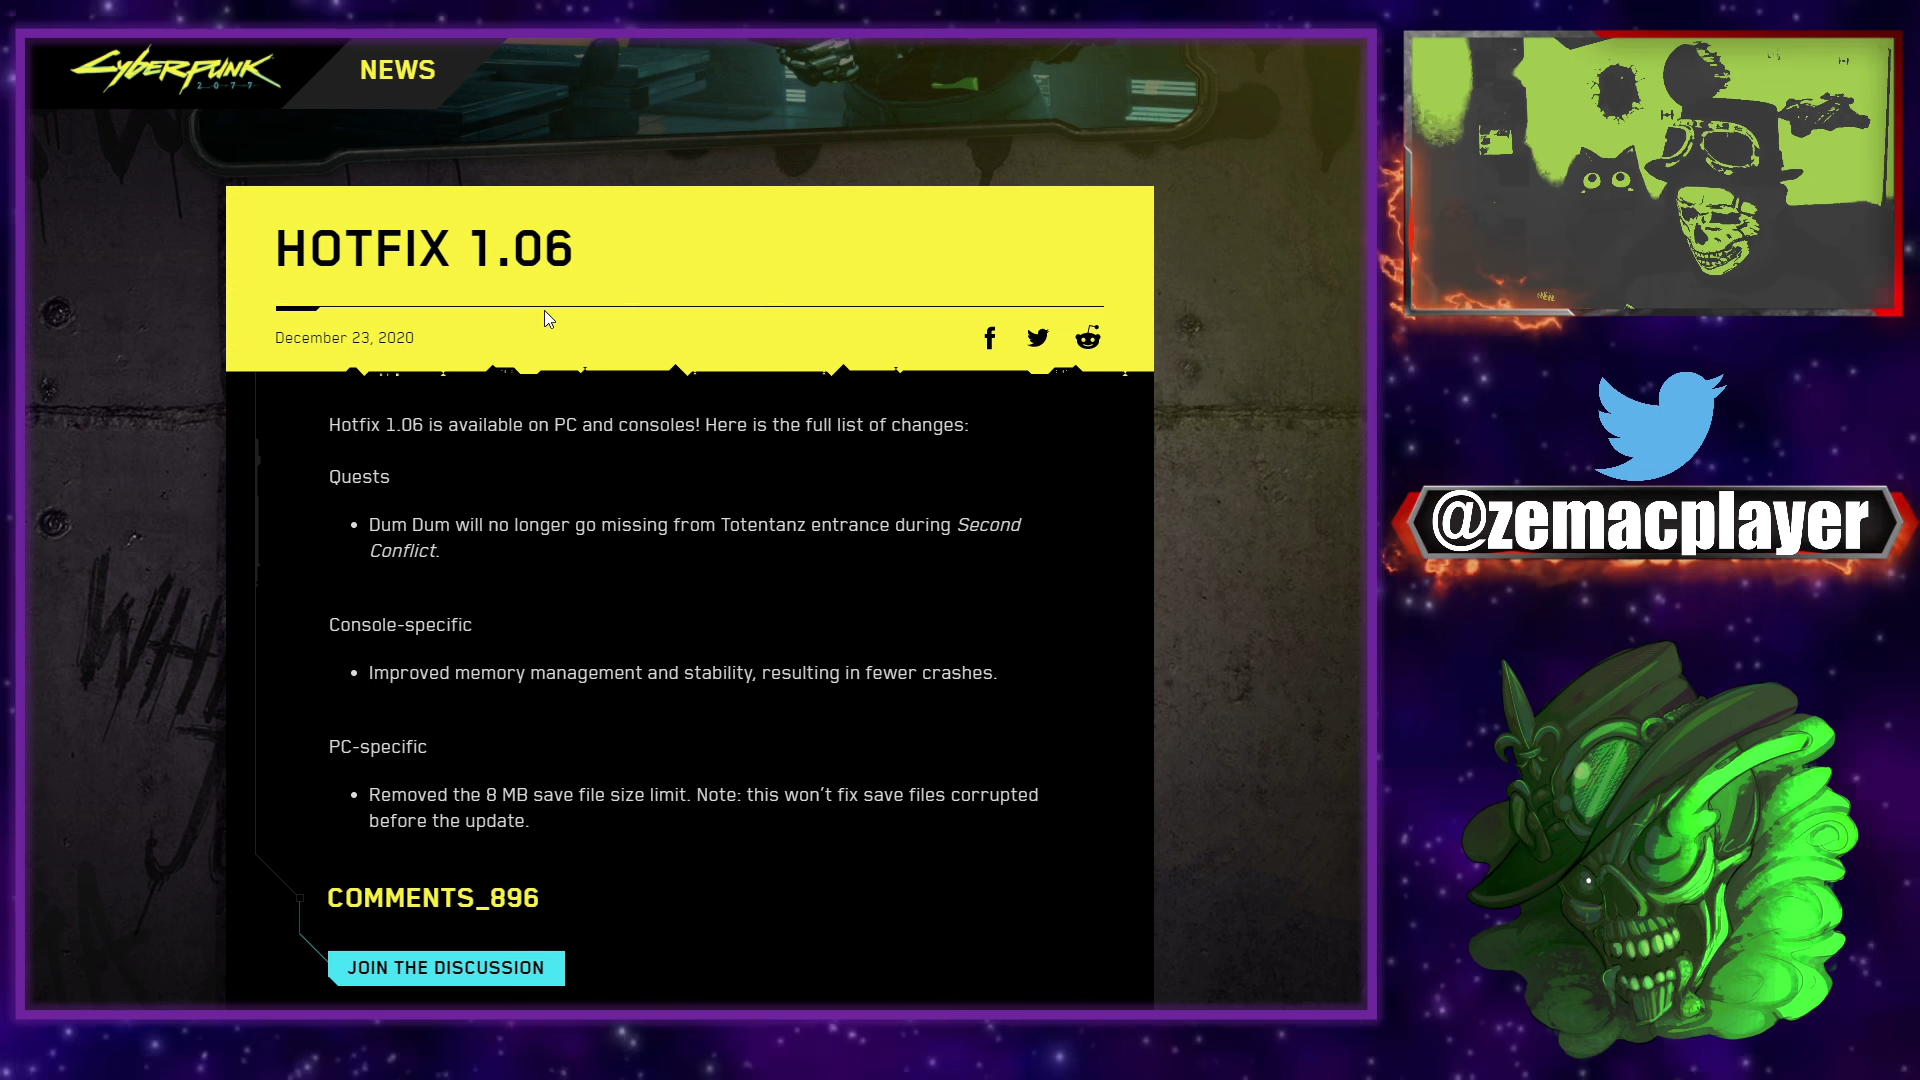 CYBERPUNK
2077
NEWS
HOTFIX 1.06
December 23, 2020
Hotfix 1.06 is available on PC and consoles! Here is the full list of changes:
Quests
• Dum Dum will no longer go missing from Totentanz entrance during Second
Conflict.
Console-specific
• Improved memory management and stability, resulting in fewer crashes.
PC-specific
• Removed the 8 MB save file size limit. Note: this won’t fix save files corrupted
before the update.
COMMENTS_896
JOIN THE DISCUSSION
@zemacplayer